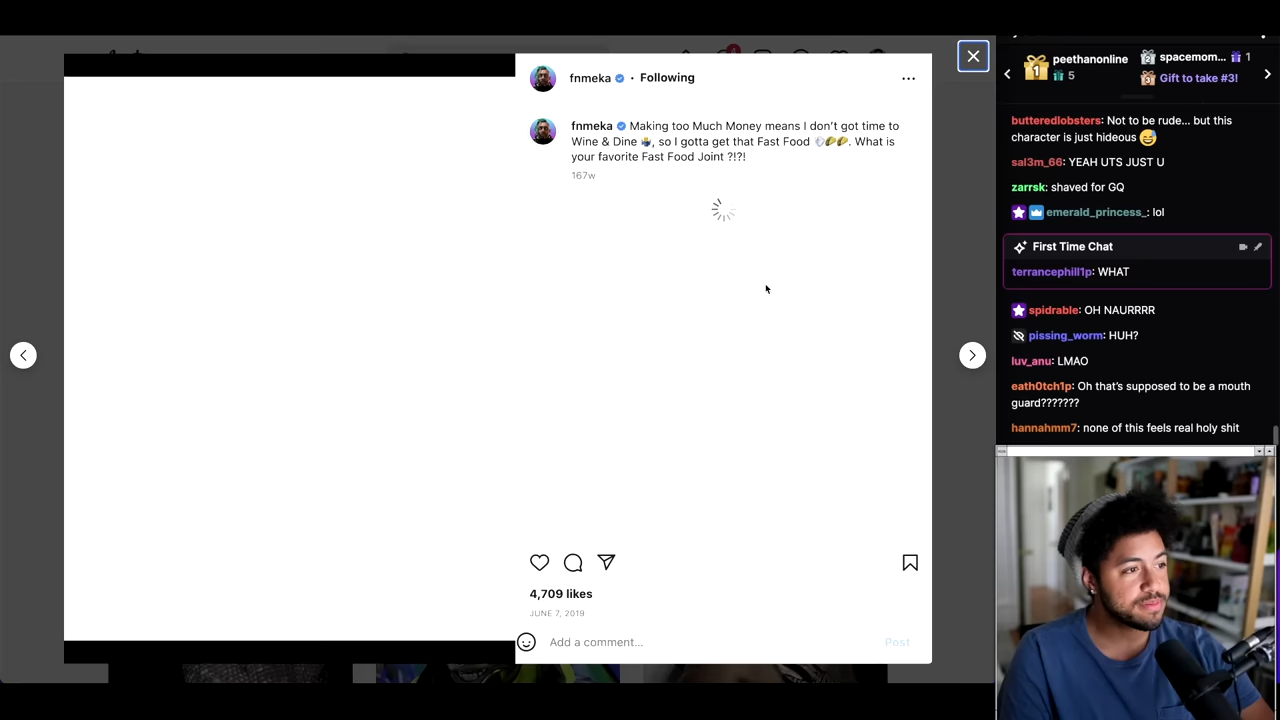 fnmeka • Following
fnmeka Making too Much Money means I don't got time to
Wine & Dine, so I gotta get that Fast Food. What is
your favorite Fast Food Joint ?!?!
167w
4,709 likes
JUNE 7, 2019
Add a comment...
Post
1
peethanonline
5
2
spacemom... 1
3
Gift to take #3!
butteredlobsters: Not to be rude... but this
character is just hideous
sal3m_66: YEAH UTS JUST U
zarrsk: shaved for GQ
emerald_princess_: lol
First Time Chat
terrancephill1p: WHAT
spidrable: OH NAURRRR
pissing_worm: HUH?
luv_anu: LMAO
eath0tch1p: Oh that's supposed to be a mouth
guard???????
hannahmm7: none of this feels real holy shit